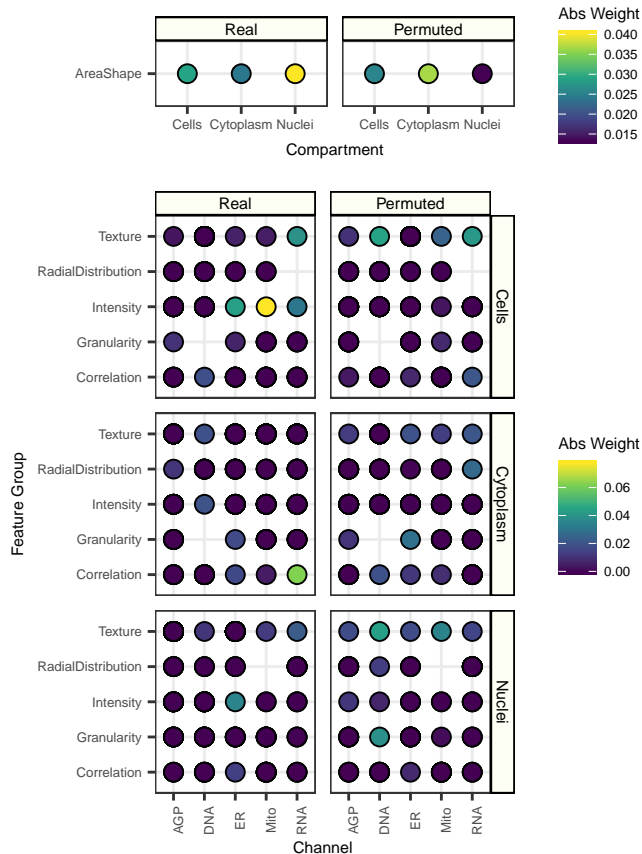 Abs Weight
Real Permuted
0.040
0.035
0.030
0.025
0.020
0.015
AreaShape
Cells Cytoplasm Nuclei Cells Cytoplasm Nuclei
Compartment
Real Permuted
Texture
RadialDistribution
Intensity
Granularity
Correlation
Cells
Texture
RadialDistribution
Intensity
Granularity
Correlation
Cytoplasm
Feature Group
Abs Weight
0.06
0.04
0.02
0.00
Texture
RadialDistribution
Intensity
Granularity
Correlation
Nuclei
AGP DNA ER Mito RNA AGP DNA ER Mito RNA
Channel